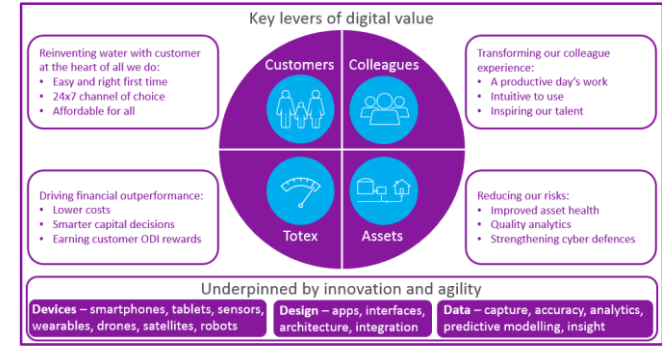 Key levers of digital value
Reinventing water with customer
at the heart of all we do:
• Easy and right first time
• 24x7 channel of choice
• Affordable for all
Customers
Colleagues
Transforming our colleague
experience:
• A productive day's work
• Intuitive to use
• Inspiring our talent
Driving financial outperformance:
• Lower costs
• Smarter capital decisions
• Earning customer ODI rewards
Totex
Assets
Reducing our risks:
• Improved asset health
• Quality analytics
• Strengthening cyber defences
Underpinned by innovation and agility
Devices – smartphones, tablets, sensors,
wearables, drones, satellites, robots
Design – apps, interfaces,
architecture, integration
Data – capture, accuracy, analytics,
predictive modelling, insight